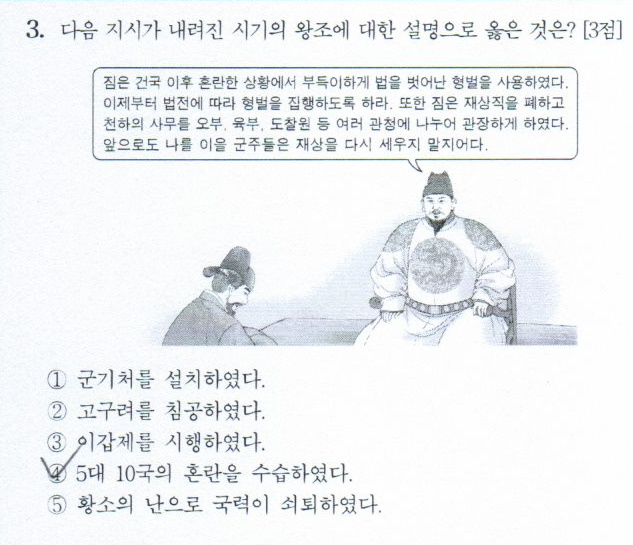 3. 다음 지시가 내려진 시기의 왕조에 대한 설명으로 옳은 것은? [3점]
짐은 건국 이후 혼란한 상황에서 부득이하게 법을 벗어난 형벌을 사용하였다.
이제부터 법전에 따라 형벌을 집행하도록 하라. 또한 짐은 재상직을 폐하고
천하의 사무를 오부, 육부, 도찰원 등 여러 관청에 나누어 관장하게 하였다.
앞으로도 나를 이을 군주들은 재상을 다시 세우지 말지어다.
① 군기처를 설치하였다.
② 고구려를 침공하였다.
③ 이갑제를 시행하였다.
④ 5대 10국의 혼란을 수습하였다.
⑤ 황소의 난으로 국력이 쇠퇴하였다.